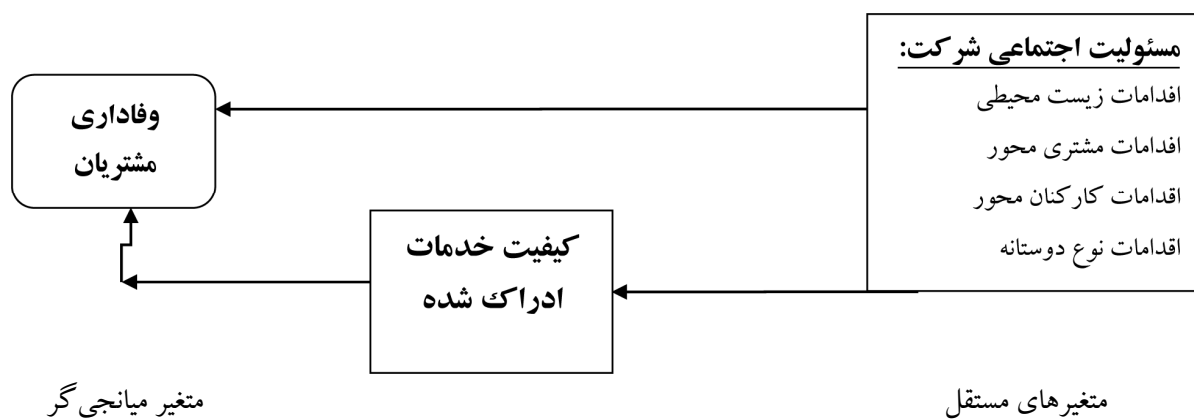 مسئولیت اجتماعی شرکت:
افدامات زیست محیطی
افدامات مشتری محور
اقدامات کارکنان محور
اقدامات نوع دوستانه
وفاداری
مشتریان
کیفیت خدمات
ادراک شده
متغیرهای مستقل
متغیر میانجی‌گر